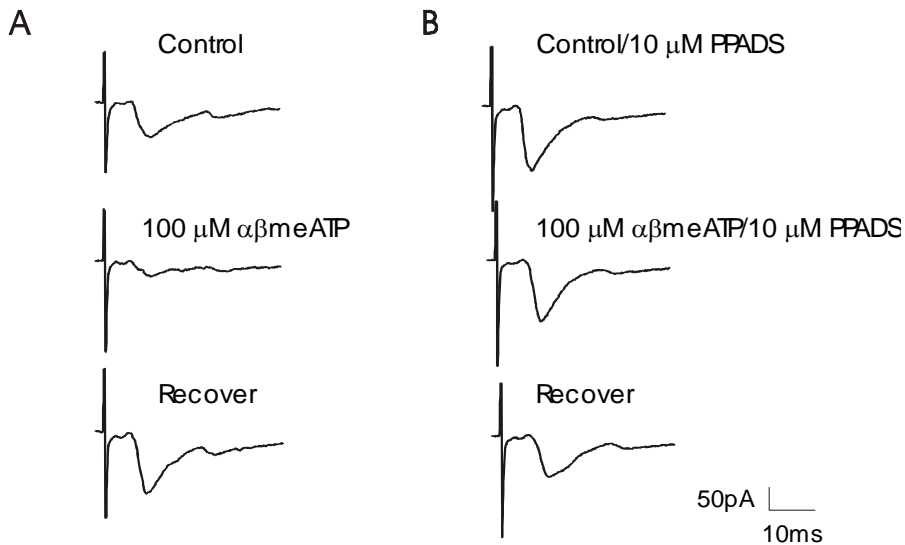 A
Control
100 μM αβmeATP
Recover
B
Control/10 μM PPADS
100 μM αβmeATP/10 μM PPADS
Recover
50pA
10ms